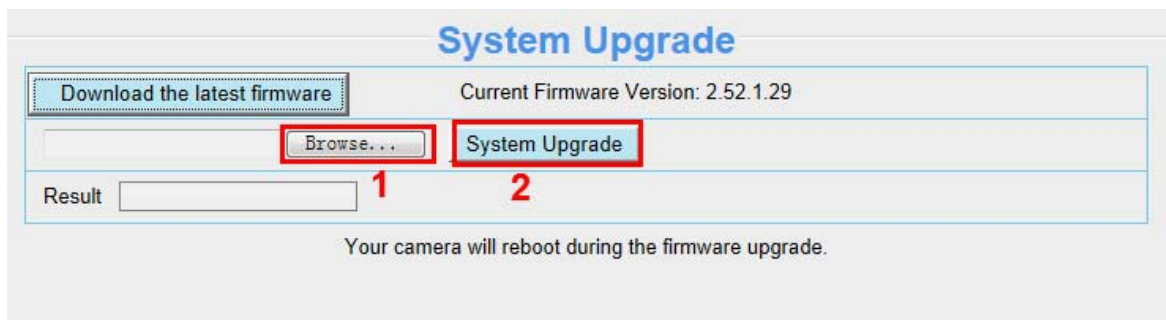 System Upgrade
Download the latest firmware Current Firmware Version: 2.52.1.29
Browse... System Upgrade
1 2
Result
Your camera will reboot during the firmware upgrade.